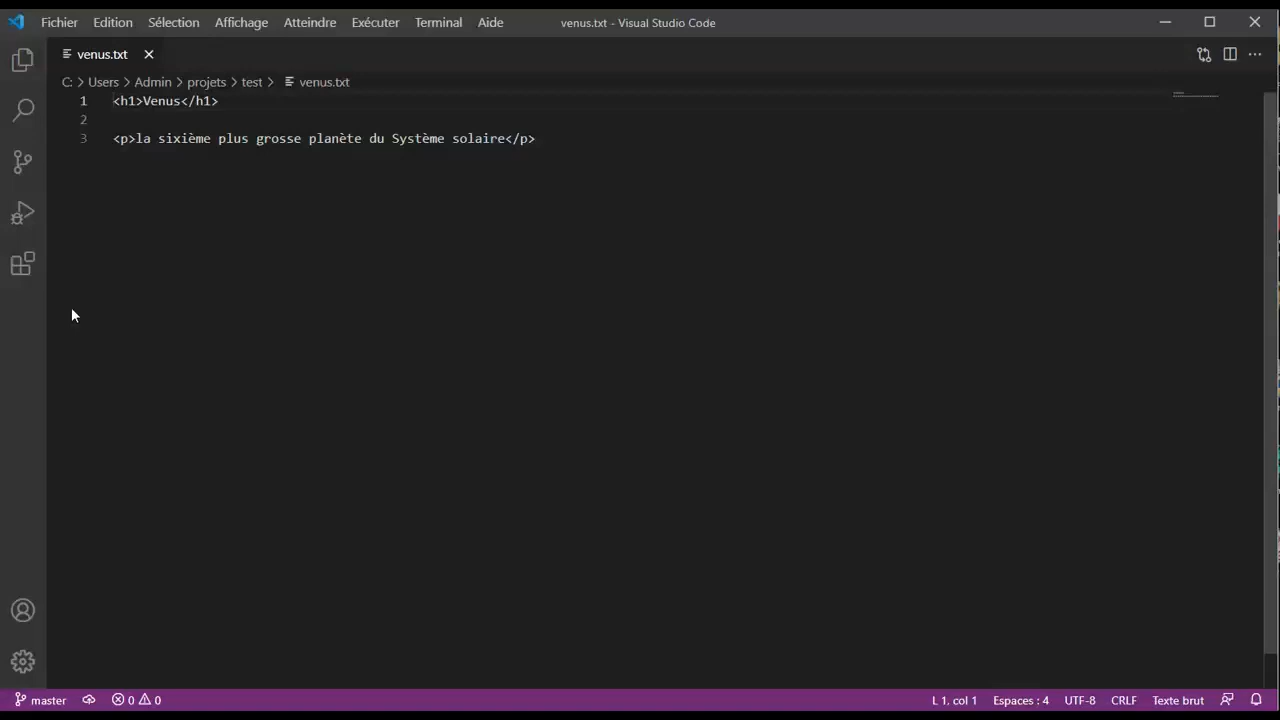 Fichier Edition Sélection Affichage Atteindre Exécuter Terminal Aide venus.txt - Visual Studio Code
venus.txt
C: > Users > Admin > projets > test > venus.txt
1 <h1>Venus</h1>
2
3 <p>la sixième plus grosse planète du Système solaire</p>
master 0 0 L 1, col 1 Espaces : 4 UTF-8 CRLF Texte brut